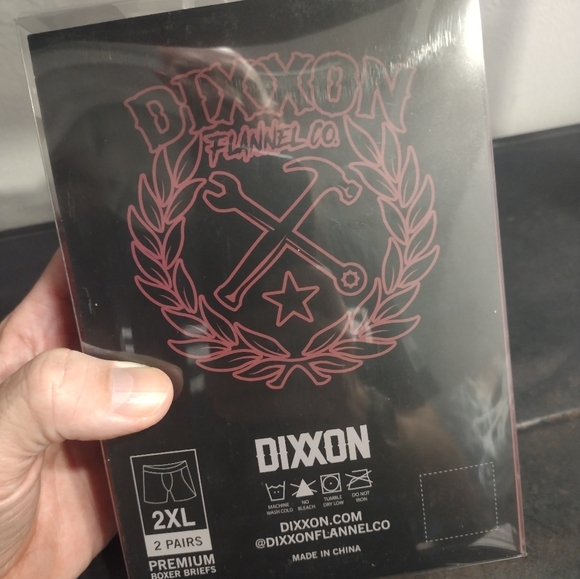 DIXXON
FLANNEL CO.
DIXXON
MACHINE WASH COLD
NO BLEACH
TUMBLE DRY LOW
DO NOT IRON
2XL
2 PAIRS
PREMIUM
BOXER BRIEFS
DIXXON.COM
@DIXXONFLANNELCO
MADE IN CHINA